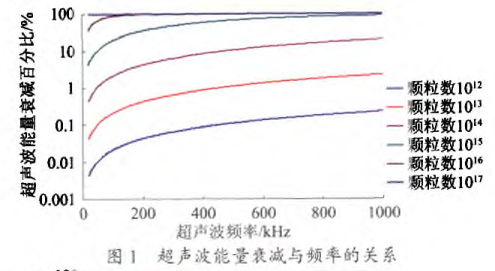 超声波能量衰减百分比/%
100
10
1
0.1
0.01
0.001
200
400
600
800
1000
超声波频率/kHz
颗粒数10¹²
颗粒数10¹³
颗粒数10¹⁴
颗粒数10¹⁵
颗粒数10¹⁶
颗粒数10¹⁷
图1 超声波能量衰减与频率的关系